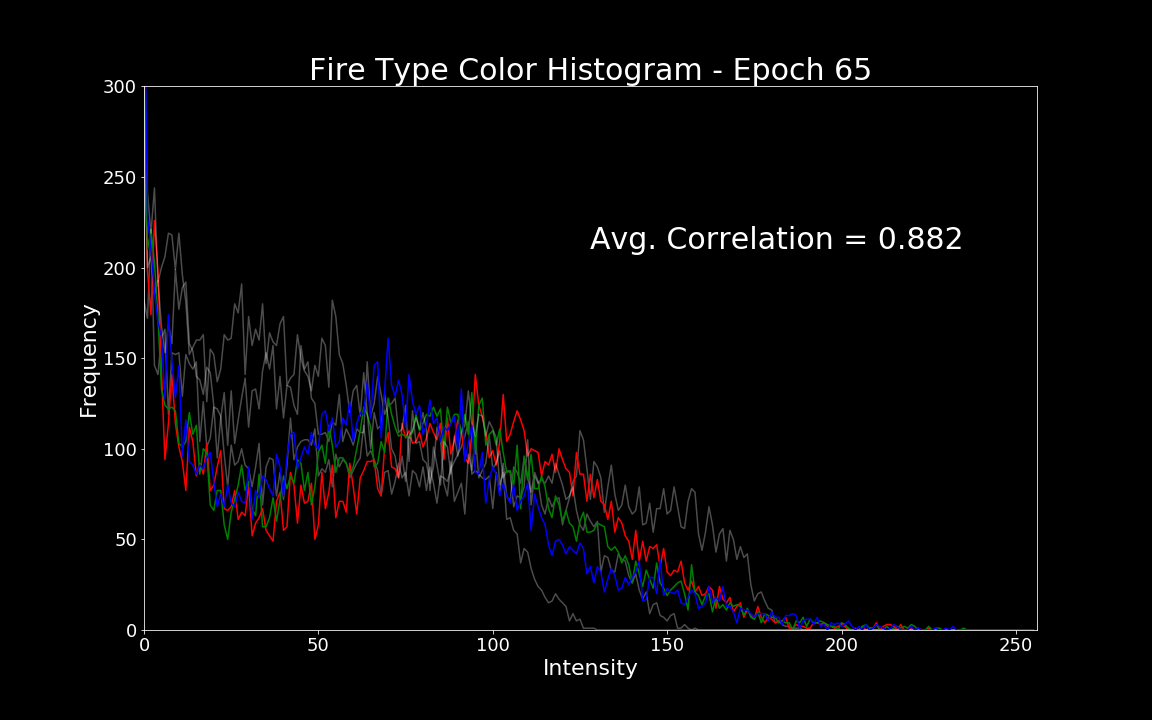 Fire Type Color Histogram - Epoch 65
300
250
200
150
100
50
0
Frequency
Avg. Correlation = 0.882
0 50 100 150 200 250
Intensity